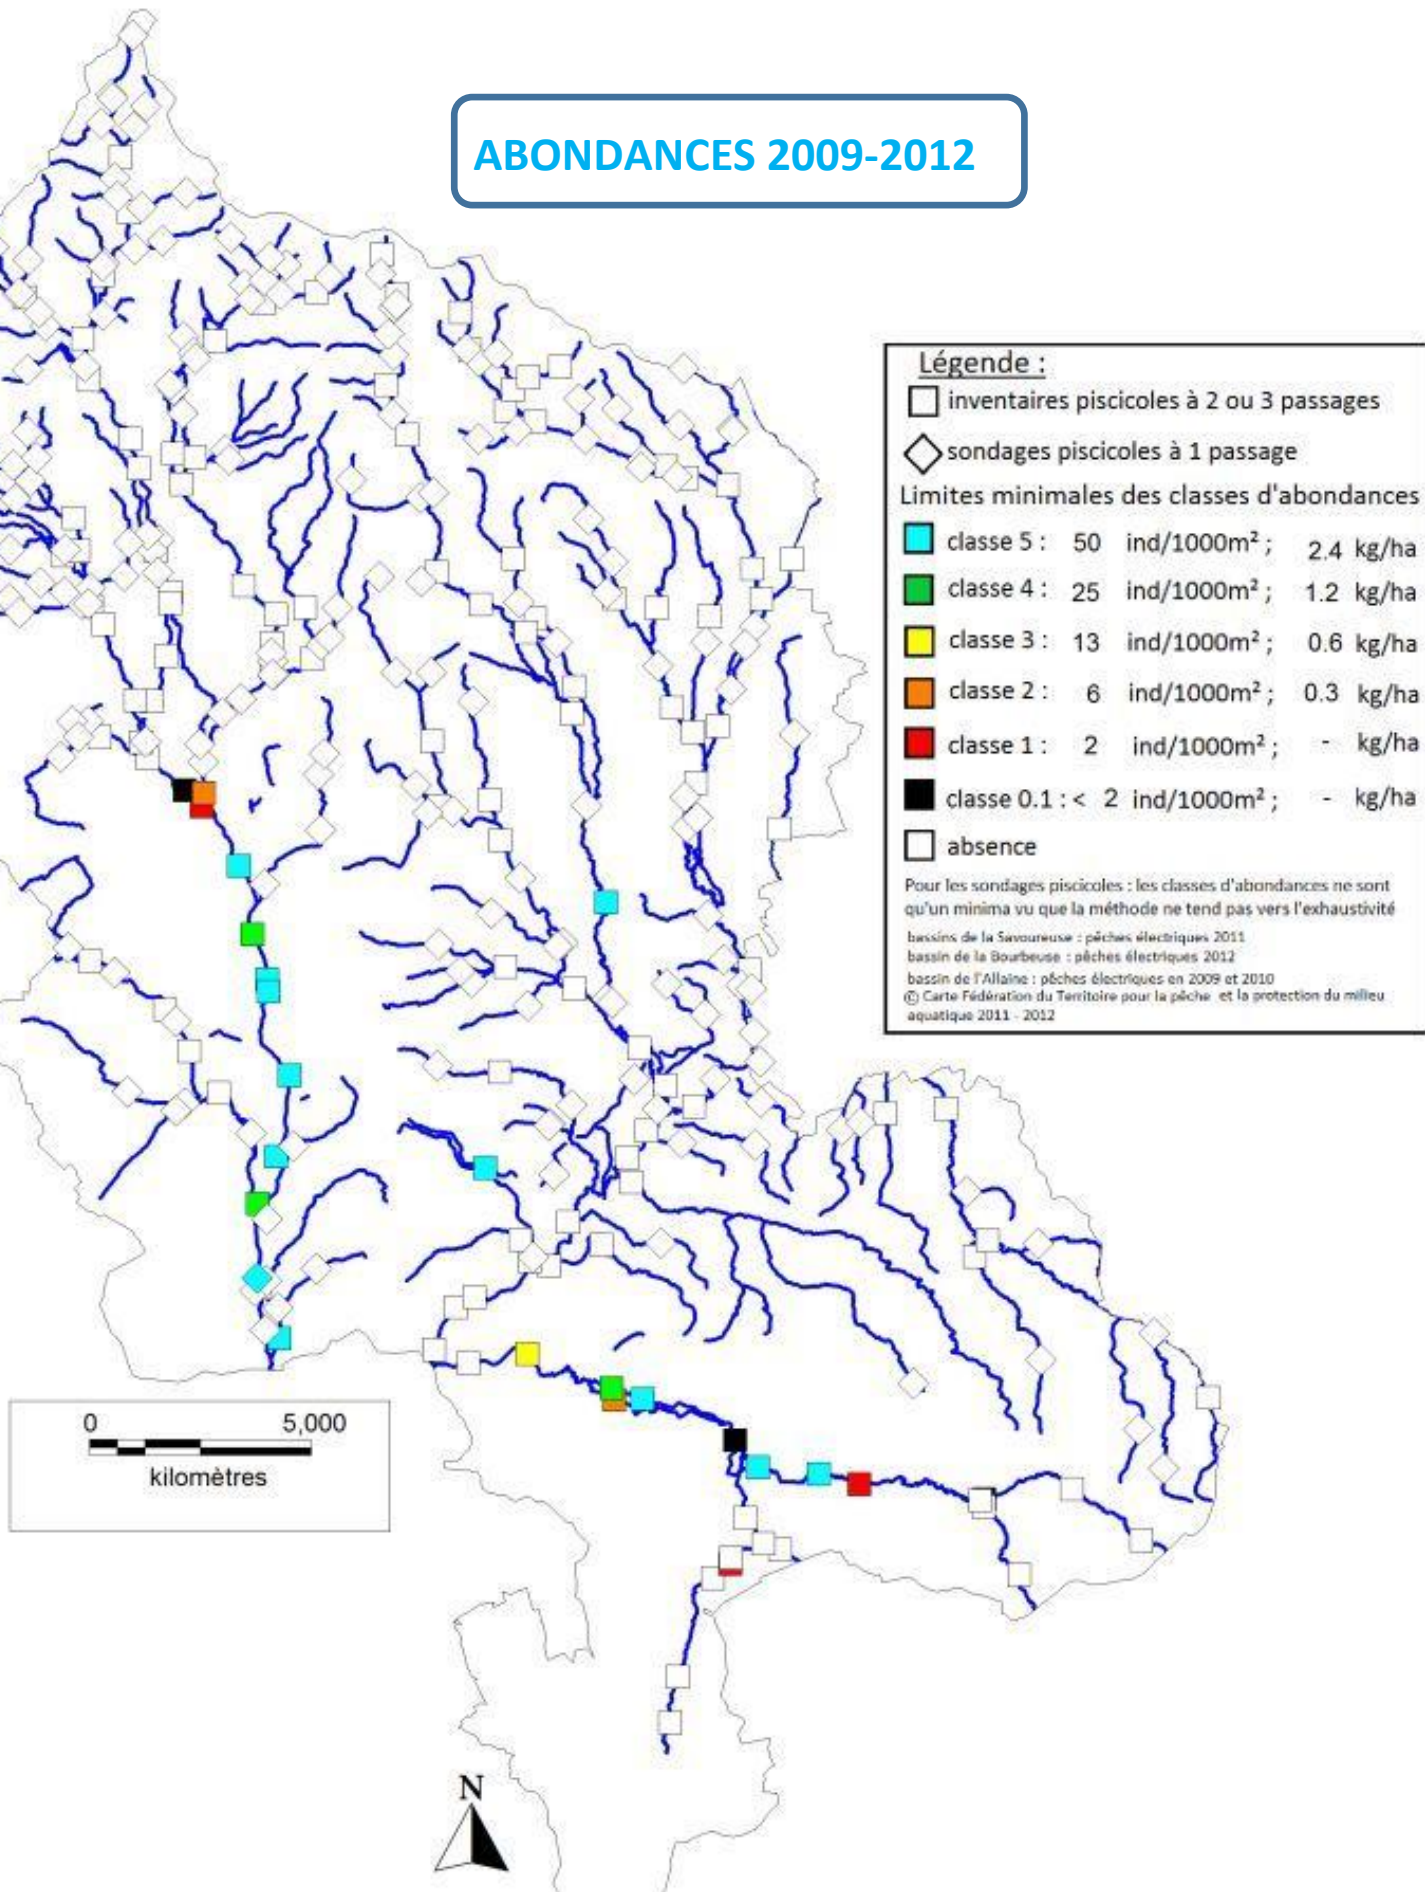 ABONDANCES 2009-2012
Légende :
inventaires piscicoles à 2 ou 3 passages
sondages piscicoles à 1 passage
Limites minimales des classes d'abondances
classe 5 : 50 ind/1000m² ; 2.4 kg/ha
classe 4 : 25 ind/1000m² ; 1.2 kg/ha
classe 3 : 13 ind/1000m² ; 0.6 kg/ha
classe 2 : 6 ind/1000m² ; 0.3 kg/ha
classe 1 : 2 ind/1000m² ; - kg/ha
classe 0.1 : < 2 ind/1000m² ; - kg/ha
absence
Pour les sondages piscicoles : les classes d'abondances ne sont
qu'un minima vu que la méthode ne tend pas vers l'exhaustivité
bassins de la Savoureuse : pêches électriques 2011
bassin de la Bourbeuse : pêches électriques 2012
bassin de l'Allaine : pêches électriques en 2009 et 2010
© Carte Fédération du Territoire pour la pêche et la protection du milieu
aquatique 2011 - 2012
0 5,000
kilomètres
N